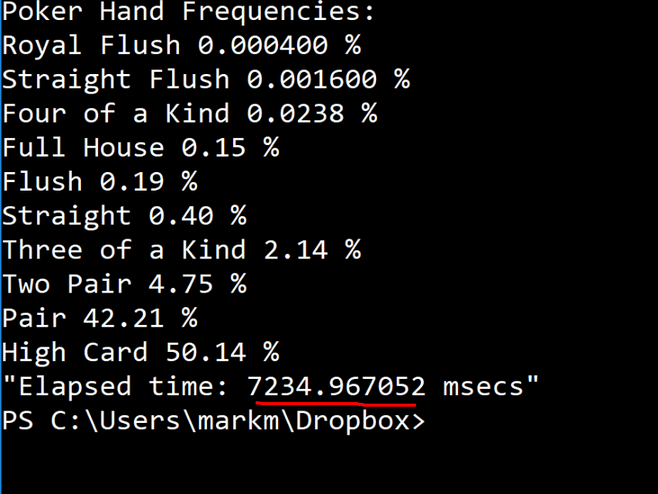 Poker Hand Frequencies:
Royal Flush 0.000400 %
Straight Flush 0.001600 %
Four of a Kind 0.0238 %
Full House 0.15 %
Flush 0.19 %
Straight 0.40 %
Three of a Kind 2.14 %
Two Pair 4.75 %
Pair 42.21 %
High Card 50.14 %
"Elapsed time: 7234.967052 msecs"
PS C:\Users\markm\Dropbox>